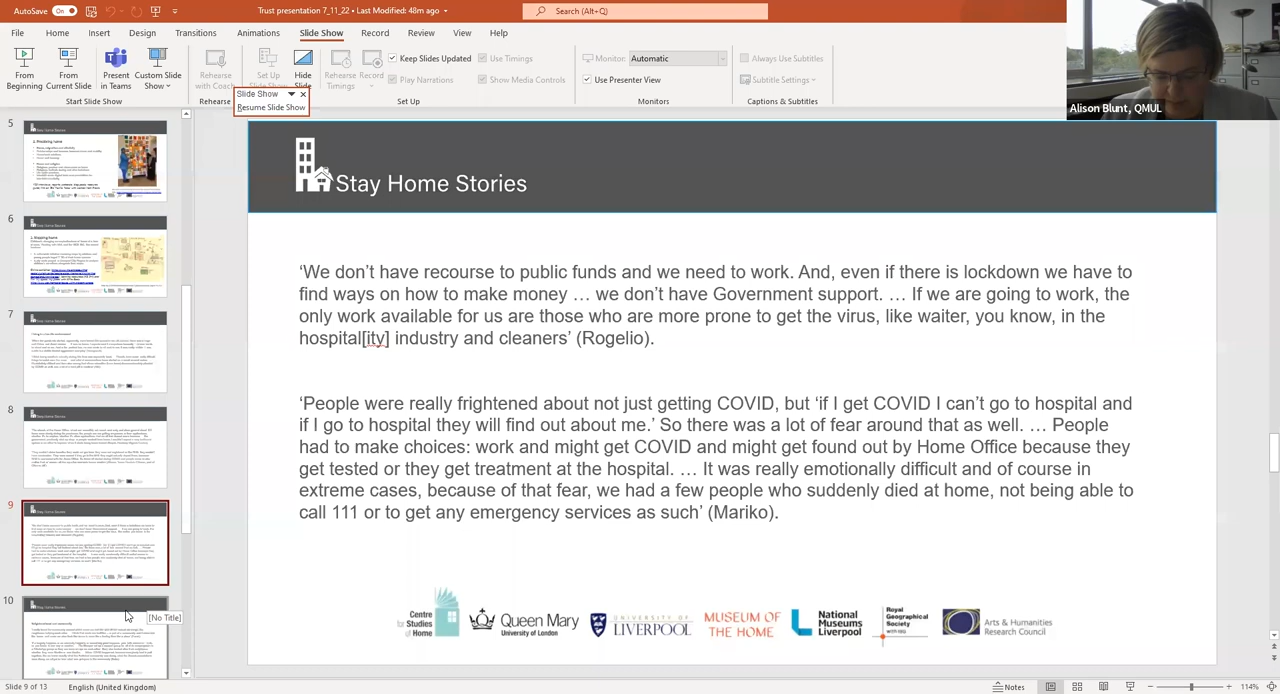 AutoSave On Trust presentation 7_11_22 • Last Modified: 48m ago Search (Alt+Q)
File Home Insert Design Transitions Animations Slide Show Record Review View Help
From Beginning
From Current Slide
Present in Teams
Custom Slide Show
Rehearse with Coach
Set Up
Hide Slide
Rehearse Timings
Record
Keep Slides Updated
Play Narrations
Use Timings
Show Media Controls
Monitor: Automatic
Use Presenter View
Always Use Subtitles
Subtitle Settings
Start Slide Show
Rehearse
Set Up
Monitors
Captions & Subtitles
Slide Show
Resume Slide Show
Alison Blunt, QMUL
5
6
7
8
9
10
[No Title]
Stay Home Stories
‘We don’t have recourse to public funds and we need to work. And, even if there is lockdown we have to
find ways on how to make money … we don’t have Government support. … If we are going to work, the
only work available for us are those who are more prone to get the virus, like waiter, you know, in the
hospital[ity] industry and cleaners’ (Rogelio).
‘People were really frightened about not just getting COVID, but ‘if I get COVID I can’t go to hospital and
if I go to hospital they will find out about me.’ So there was a lot of fear around that as well. … People
had to make choices: work and might get COVID and might get found out by Home Office because they
get tested or they get treatment at the hospital. … It was really emotionally difficult and of course in
extreme cases, because of that fear, we had a few people who suddenly died at home, not being able to
call 111 or to get any emergency services as such’ (Mariko).
Centre for Studies of Home
Queen Mary
University of London
UNIVERSITY OF
LIVERPOOL
MUSEUM OF
THE HOME
National
Museums
Liverpool
Royal
Geographical
Society
with IBG
Arts & Humanities
Research Council
Slide 9 of 13 English (United Kingdom) Notes 114%